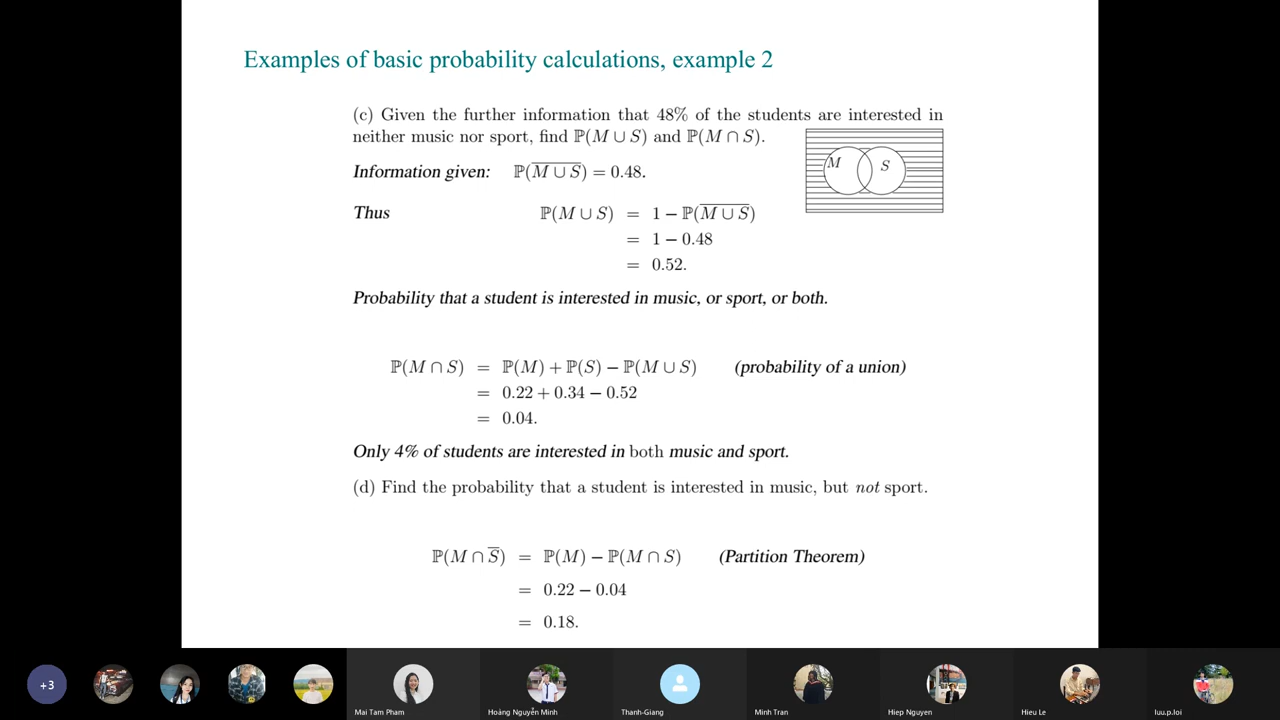 Examples of basic probability calculations, example 2
(c) Given the further information that 48% of the students are interested in
neither music nor sport, find ℙ(M ∪ S) and ℙ(M ∩ S).
M S
Information given: ℙ(\overline{M ∪ S}) = 0.48.
Thus ℙ(M ∪ S) = 1 − ℙ(\overline{M ∪ S})
= 1 − 0.48
= 0.52.
Probability that a student is interested in music, or sport, or both.
ℙ(M ∩ S) = ℙ(M) + ℙ(S) − ℙ(M ∪ S) (probability of a union)
= 0.22 + 0.34 − 0.52
= 0.04.
Only 4% of students are interested in both music and sport.
(d) Find the probability that a student is interested in music, but not sport.
ℙ(M ∩ \overline{S}) = ℙ(M) − ℙ(M ∩ S) (Partition Theorem)
= 0.22 − 0.04
= 0.18.
+3
Mai Tam Pham Hoàng Nguyễn Minh Thanh-Giang Minh Tran Hiep Nguyen Hieu Le luu.p.loi